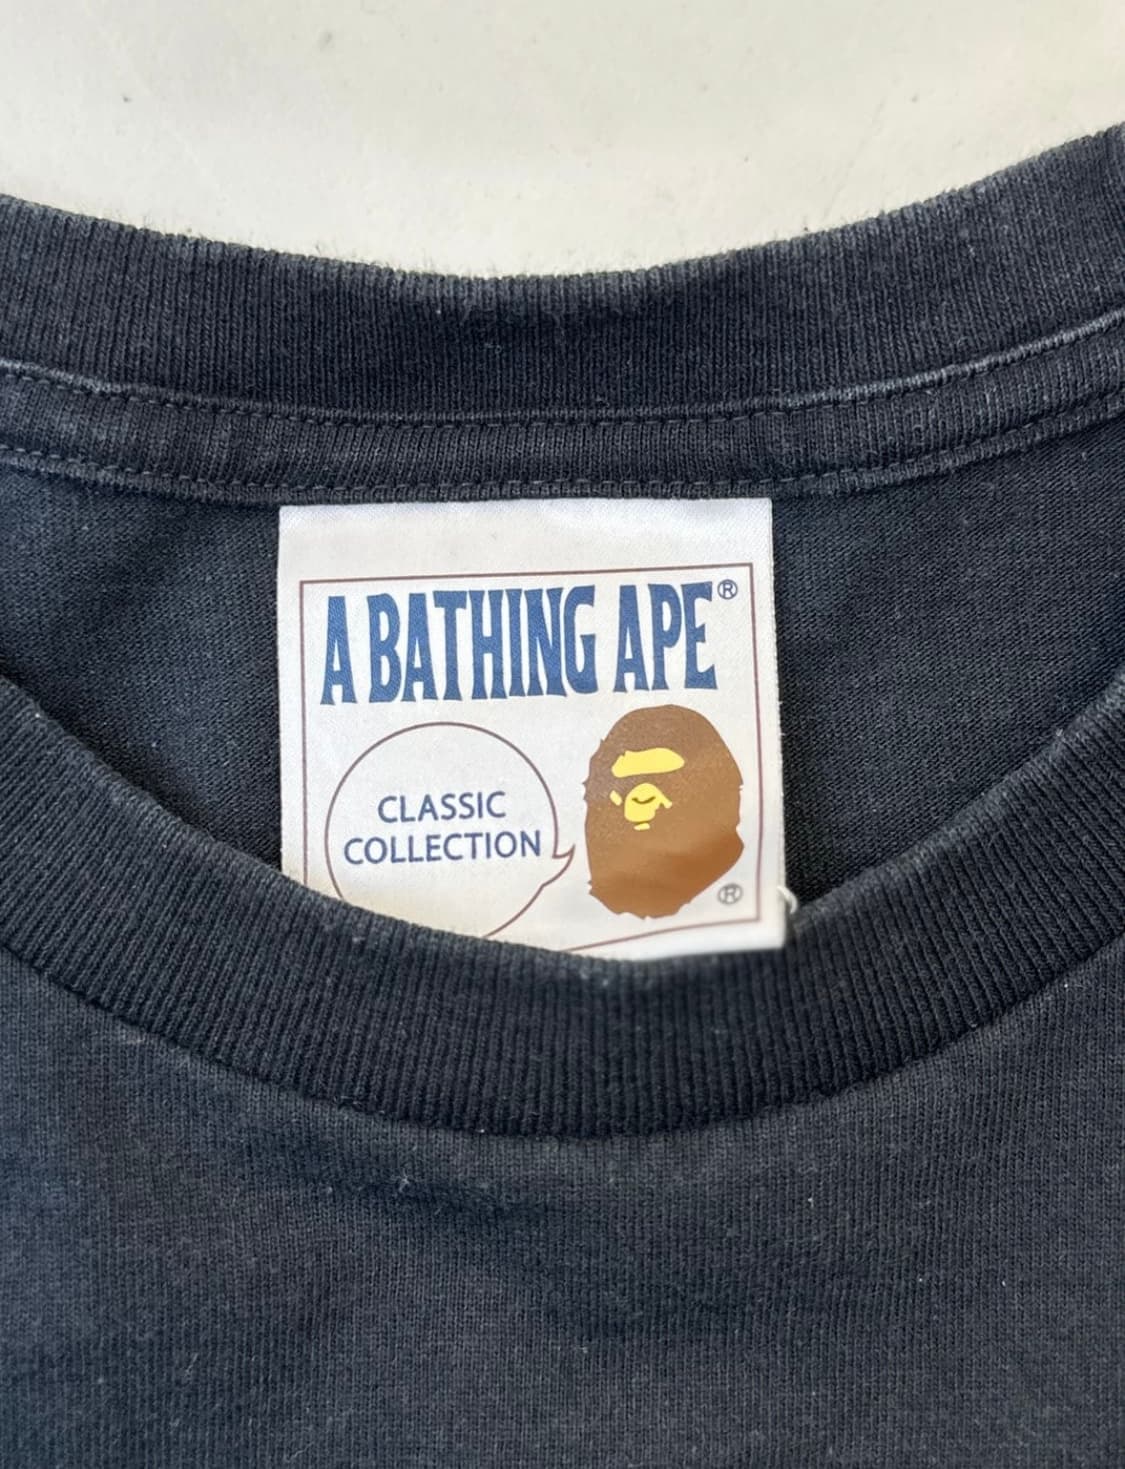 A BATHING APE®
CLASSIC
COLLECTION
®